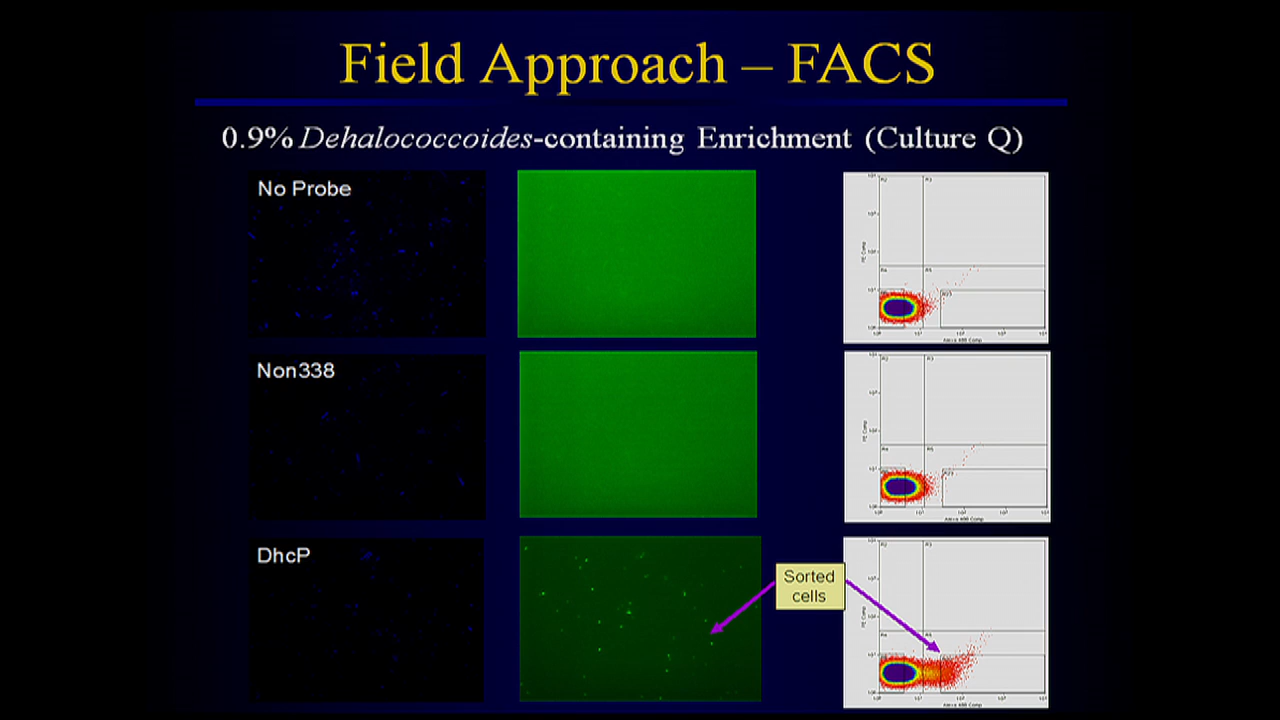 Field Approach – FACS
0.9% Dehalococcoides-containing Enrichment (Culture Q)
No Probe
Non338
DhcP
Sorted
cells